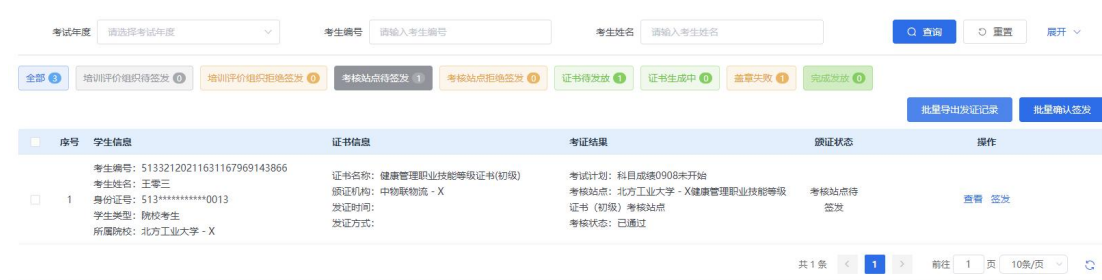 考试年度 请选择考试年度 考生编号 请输入考生编号 考生姓名 请输入考生姓名 查询 重置 展开
全部 3 培训评价组织待签发 0 培训评价组织拒绝签发 0 考核站点待签发 1 考核站点拒绝签发 0 证书待发放 1 证书生成中 0 盖章失败 1 完成发放 0
批量导出发证记录 批量确认签发
序号 学生信息 证书信息 考证结果 颁证状态 操作
1
考生编号：51332120211631167969143866
考生姓名：王零三
身份证号：513***********0013
学生类型：院校考生
所属院校：北方工业大学 - X
证书名称：健康管理职业技能等级证书(初级)
颁证机构：中物联物流 - X
发证时间：
发证方式：
考试计划：科目成绩0908未开始
考核站点：北方工业大学 - X健康管理职业技能等级
证书（初级）考核站点
考核状态：已通过
考核站点待
签发
查看 签发
共 1 条 < 1 > 前往 1 页 10条/页